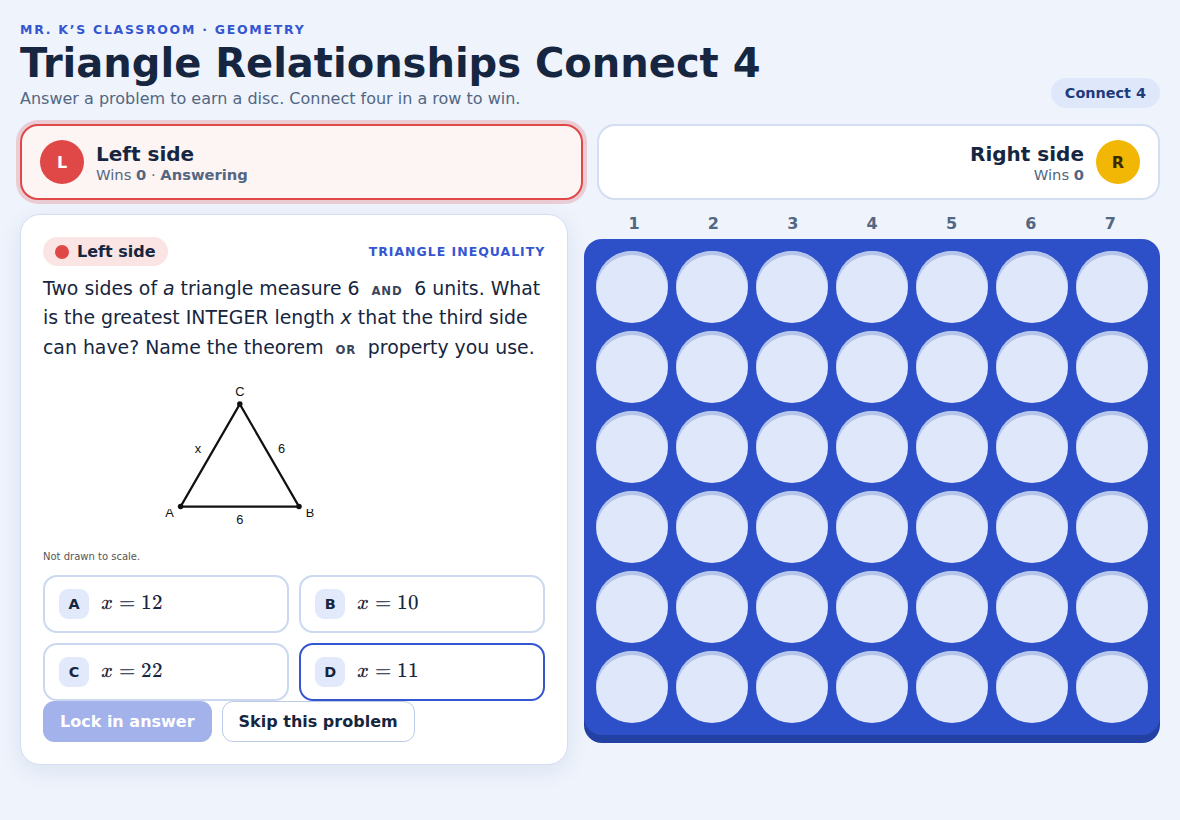 MR. K’S CLASSROOM · GEOMETRY
Triangle Relationships Connect 4
Answer a problem to earn a disc. Connect four in a row to win.
Connect 4
L
Left side
Wins 0 · Answering
Right side
Wins 0
R
Left side
TRIANGLE INEQUALITY
Two sides of a triangle measure 6 AND 6 units. What
is the greatest INTEGER length x that the third side
can have? Name the theorem OR property you use.
C
x
6
A
B
6
Not drawn to scale.
A x = 12
B x = 10
C x = 22
D x = 11
Lock in answer
Skip this problem
1 2 3 4 5 6 7